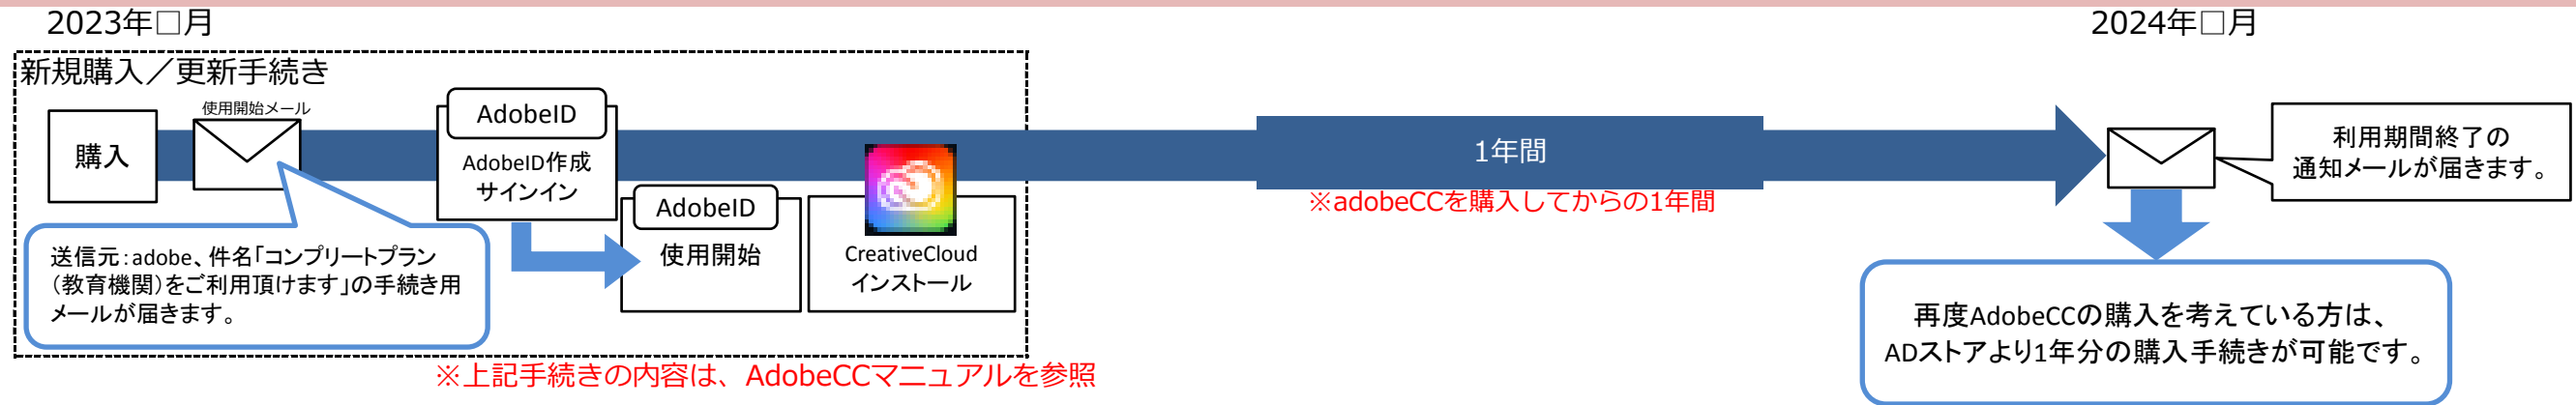 2023年□月
2024年□月
新規購入／更新手続き
使用開始メール
購入
AdobeID
AdobeID作成
サインイン
AdobeID
使用開始
CreativeCloud
インストール
送信元：adobe、件名「コンプリートプラン
（教育機関）をご利用頂けます」の手続き用
メールが届きます。
※上記手続きの内容は、AdobeCCマニュアルを参照
1年間
※adobeCCを購入してからの1年間
利用期間終了の
通知メールが届きます。
再度AdobeCCの購入を考えている方は、
ADストアより1年分の購入手続きが可能です。